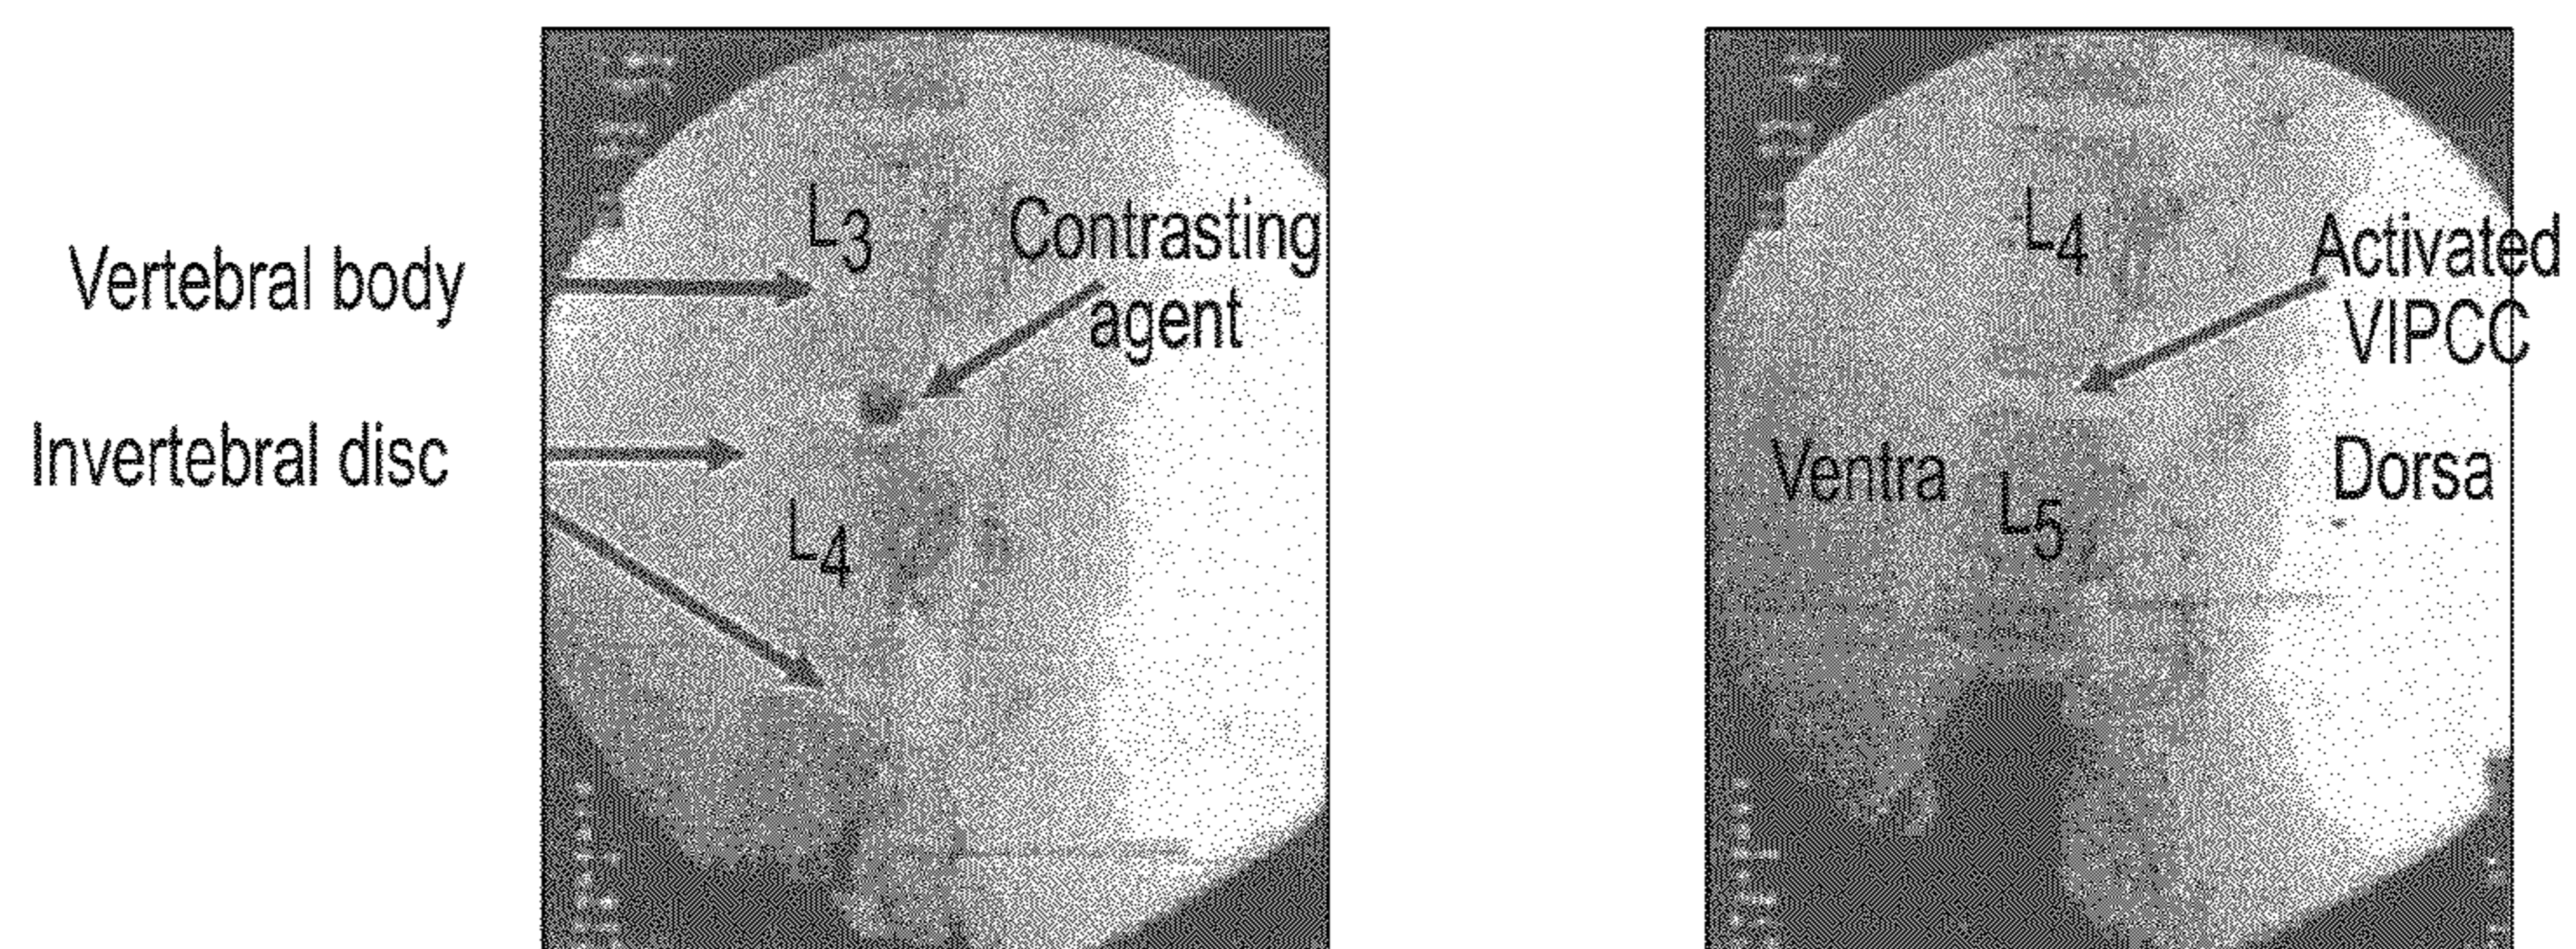 Vertebral body
Invertebral disc
L3
Contrasting
agent
L4
L4
Activated
VIPCC
Ventra
Dorsa
L5